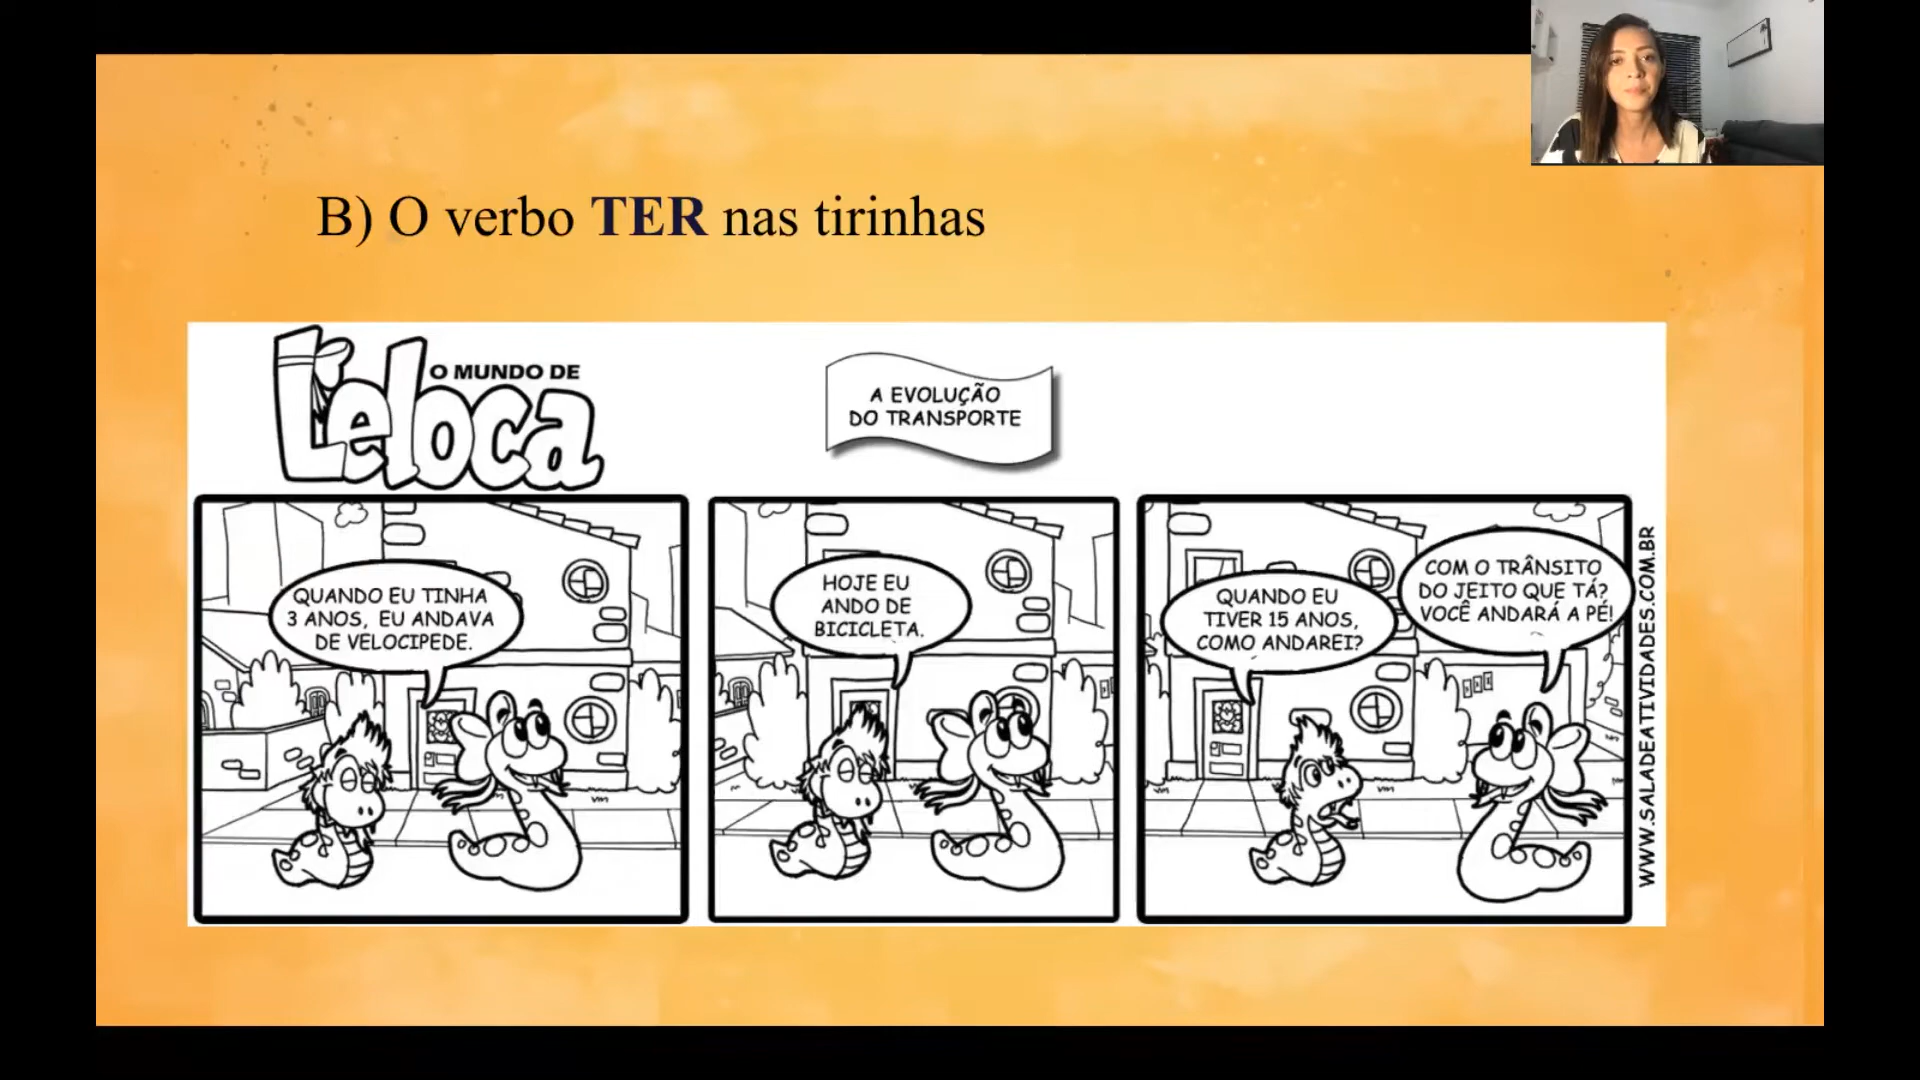 B) O verbo TER nas tirinhas
O MUNDO DE
Leloca
A EVOLUÇÃO
DO TRANSPORTE
QUANDO EU TINHA
3 ANOS, EU ANDAVA
DE VELOCIPEDE.
HOJE EU
ANDO DE
BICICLETA.
QUANDO EU
TIVER 15 ANOS,
COMO ANDAREI?
COM O TRÂNSITO
DO JEITO QUE TÁ?
VOCÊ ANDARÁ A PÉ!
WWW.SALADEATIVIDADES.COM.BR